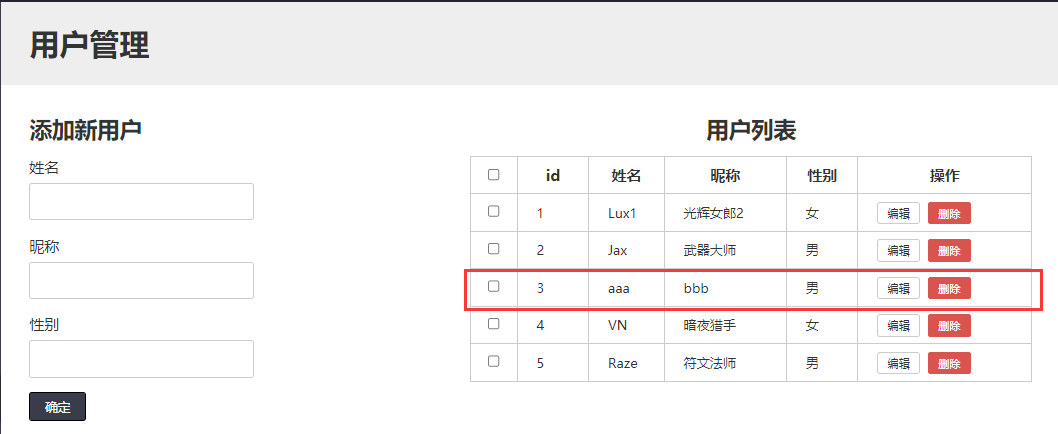 用户管理
添加新用户
姓名
昵称
性别
确定
用户列表
id 姓名 昵称 性别 操作
1 Lux1 光辉女郎2 女 编辑 删除
2 Jax 武器大师 男 编辑 删除
3 aaa bbb 男 编辑 删除
4 VN 暗夜猎手 女 编辑 删除
5 Raze 符文法师 男 编辑 删除